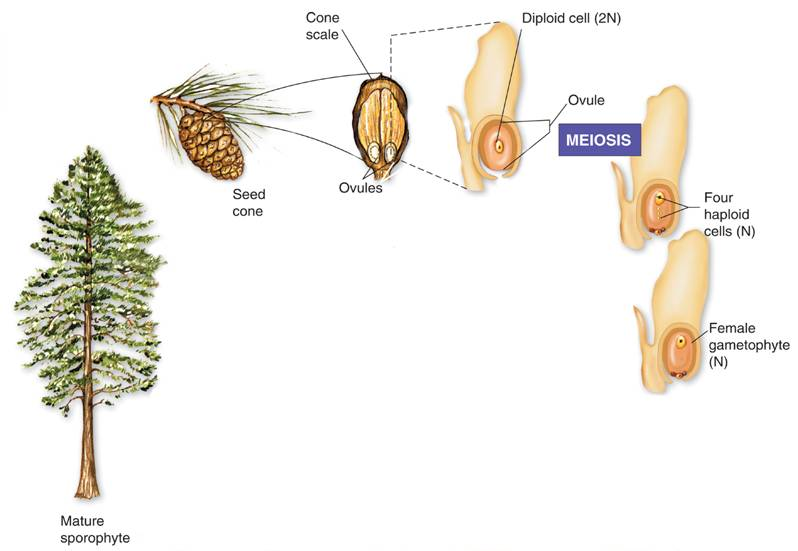 Cone
scale
Diploid cell (2N)
Ovule
MEIOSIS
Seed
cone
Ovules
Four
haploid
cells (N)
Female
gametophyte
(N)
Mature
sporophyte